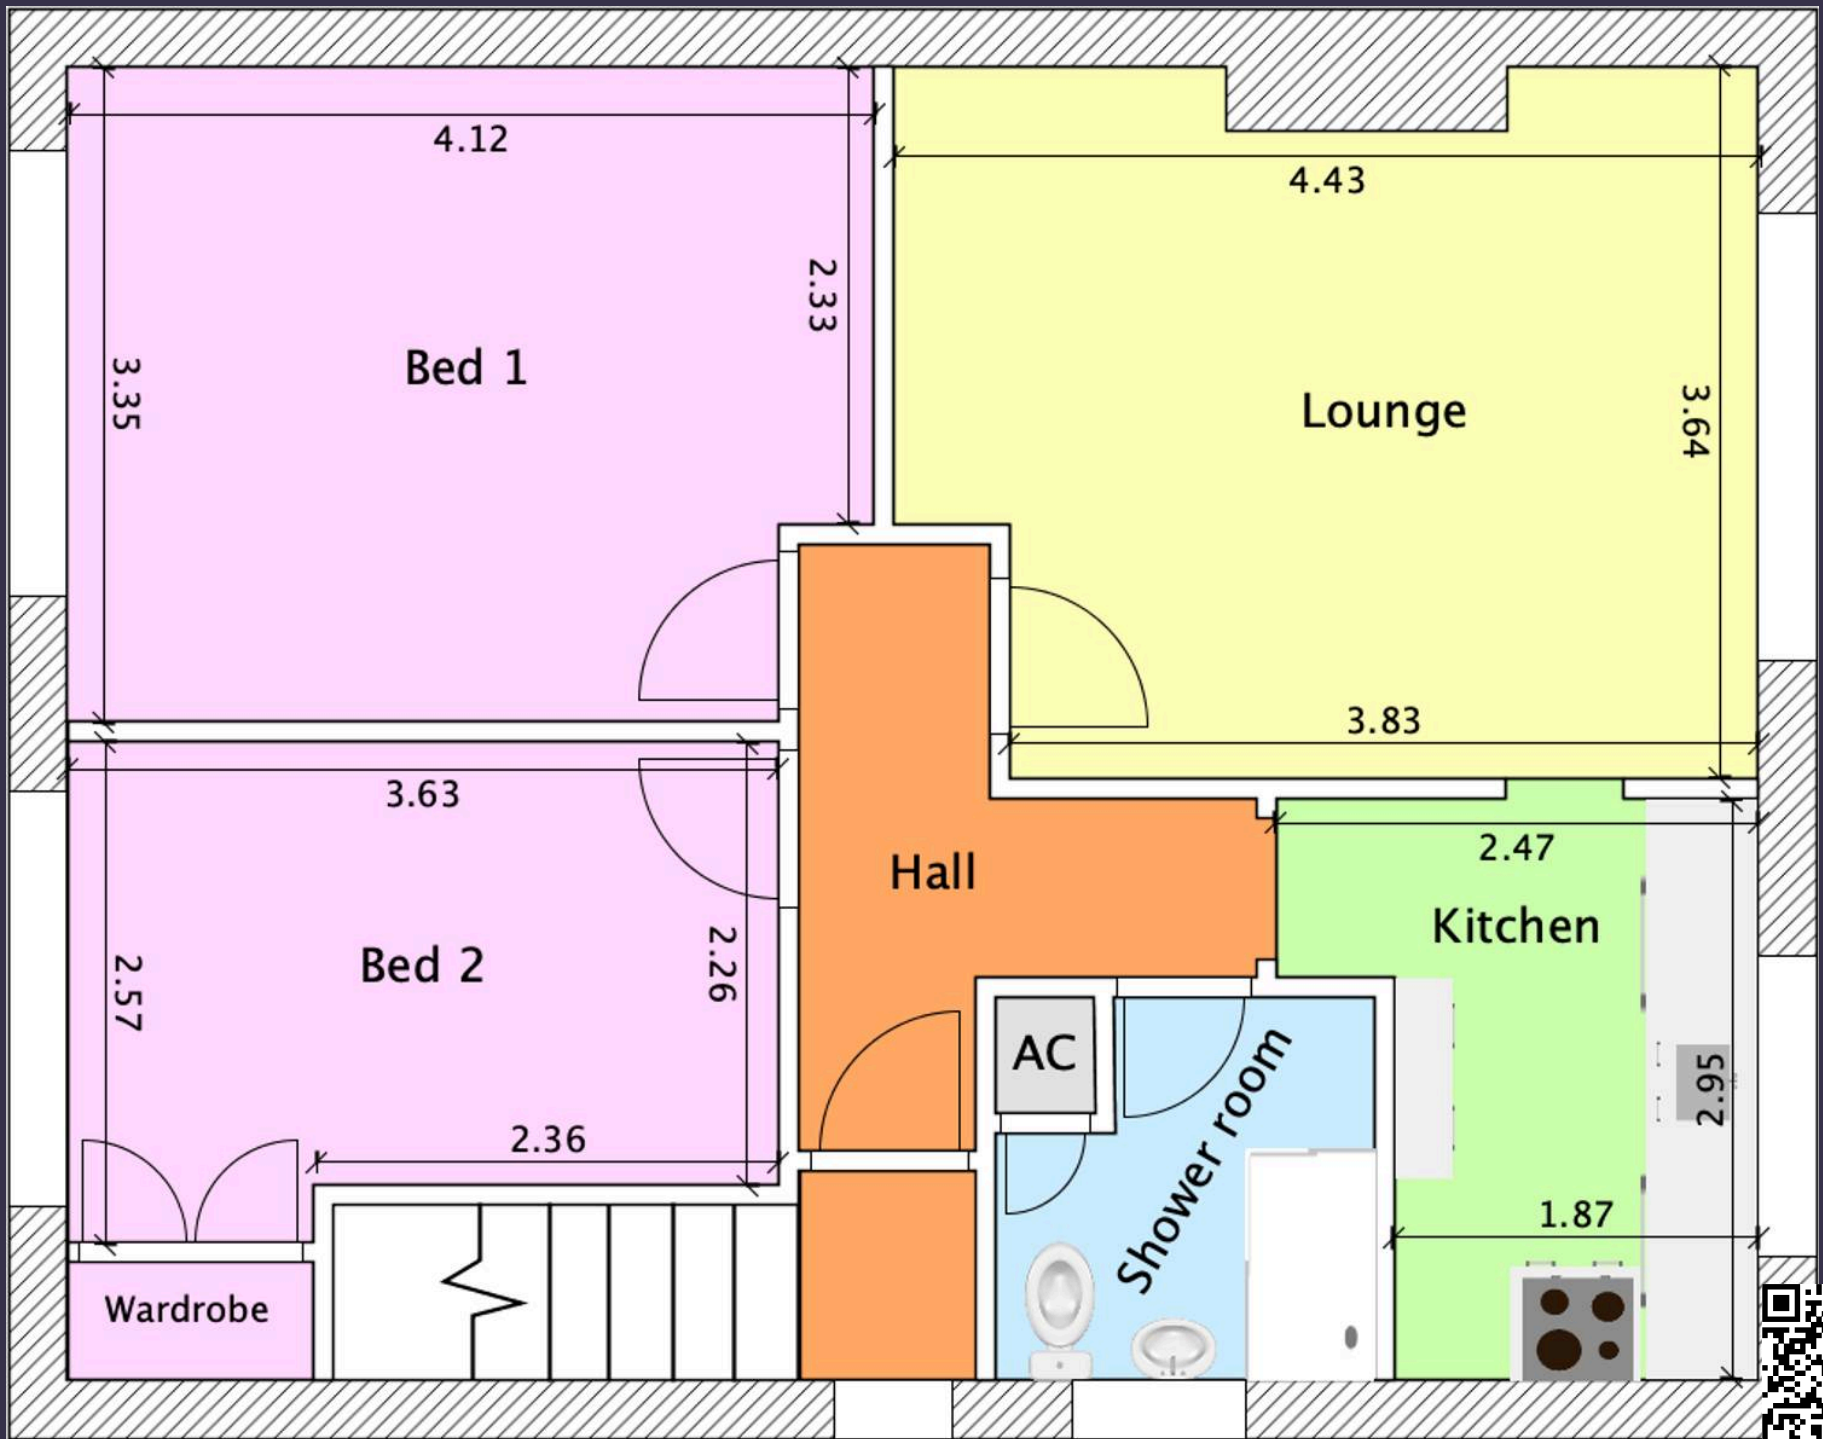 4.12
4.43
2.33
Bed 1
3.35
Lounge
3.64
3.83
3.63
2.47
Hall
Kitchen
Bed 2
2.26
2.57
AC
Shower room
2.95
2.36
1.87
Wardrobe